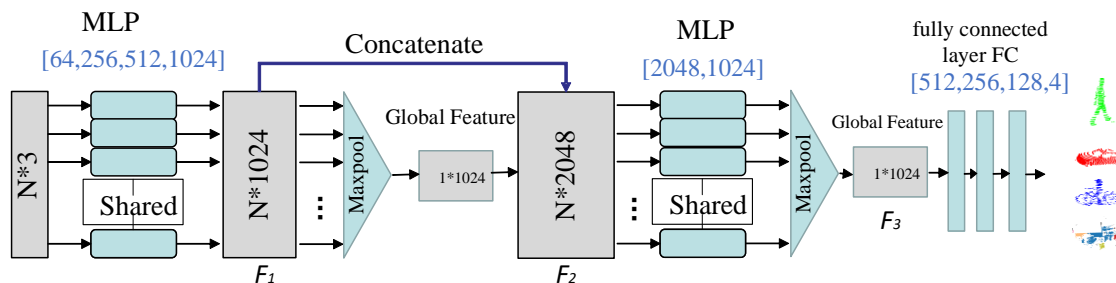 MLP
[64,256,512,1024]
Concatenate
MLP
[2048,1024]
fully connected
layer FC
[512,256,128,4]
N*3
Shared
N*1024
F1
...
Maxpool
Global Feature
1*1024
N*2048
F2
...
Shared
Maxpool
Global Feature
1*1024
F3